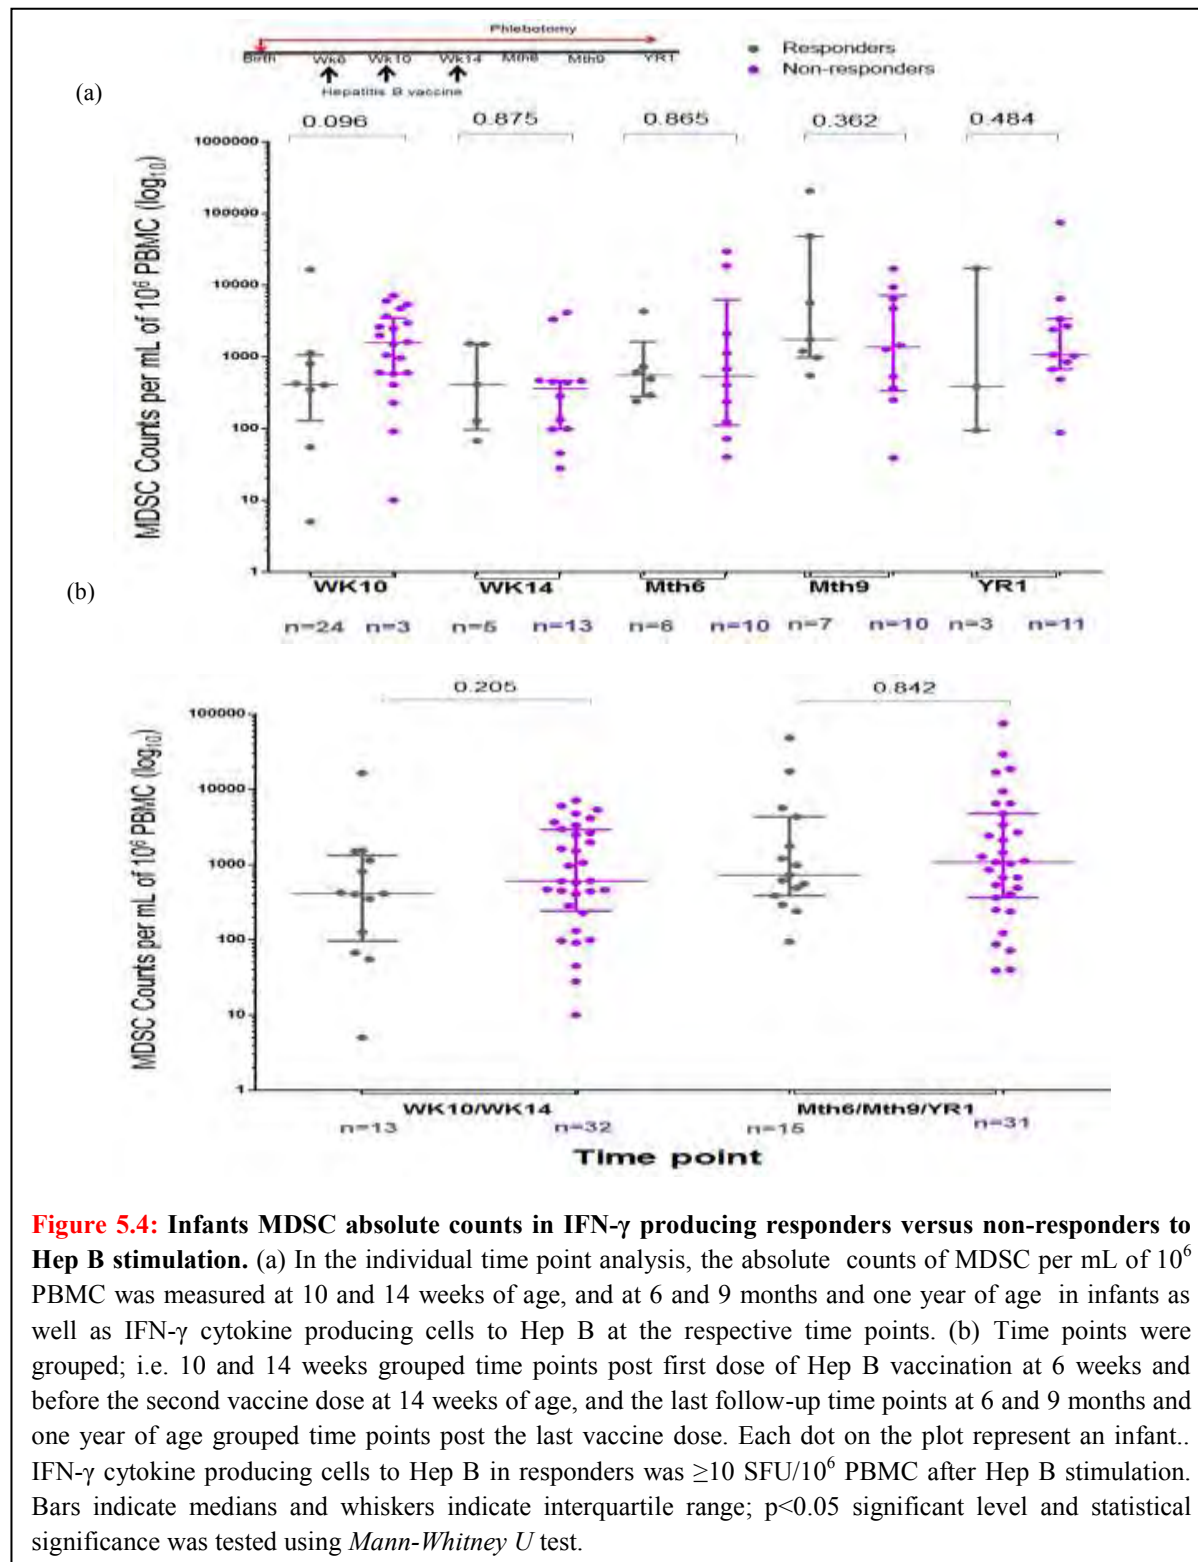 Phlebotomy
Birth Wk6 Wk10 Wk14 Mth6 Mth9 YR1
Hepatitis B vaccine
Responders
Non-responders
(a)
0.096 0.875 0.865 0.362 0.484
MDSC Counts per mL of 10⁶ PBMC (log₁₀)
1000000
100000
10000
1000
100
10
1
WK10 WK14 Mth6 Mth9 YR1
(b)
n=24 n=3 n=5 n=13 n=8 n=10 n=7 n=10 n=3 n=11
0.205 0.842
MDSC Counts per mL of 10⁶ PBMC (log₁₀)
100000
10000
1000
100
10
1
WK10/WK14 Mth6/Mth9/YR1
n=13 n=32 n=15 n=31
Time point
Figure 5.4: Infants MDSC absolute counts in IFN-γ producing responders versus non-responders to
Hep B stimulation. (a) In the individual time point analysis, the absolute counts of MDSC per mL of 10⁶
PBMC was measured at 10 and 14 weeks of age, and at 6 and 9 months and one year of age in infants as
well as IFN-γ cytokine producing cells to Hep B at the respective time points. (b) Time points were
grouped; i.e. 10 and 14 weeks grouped time points post first dose of Hep B vaccination at 6 weeks and
before the second vaccine dose at 14 weeks of age, and the last follow-up time points at 6 and 9 months and
one year of age grouped time points post the last vaccine dose. Each dot on the plot represent an infant..
IFN-γ cytokine producing cells to Hep B in responders was ≥10 SFU/10⁶ PBMC after Hep B stimulation.
Bars indicate medians and whiskers indicate interquartile range; p<0.05 significant level and statistical
significance was tested using Mann-Whitney U test.